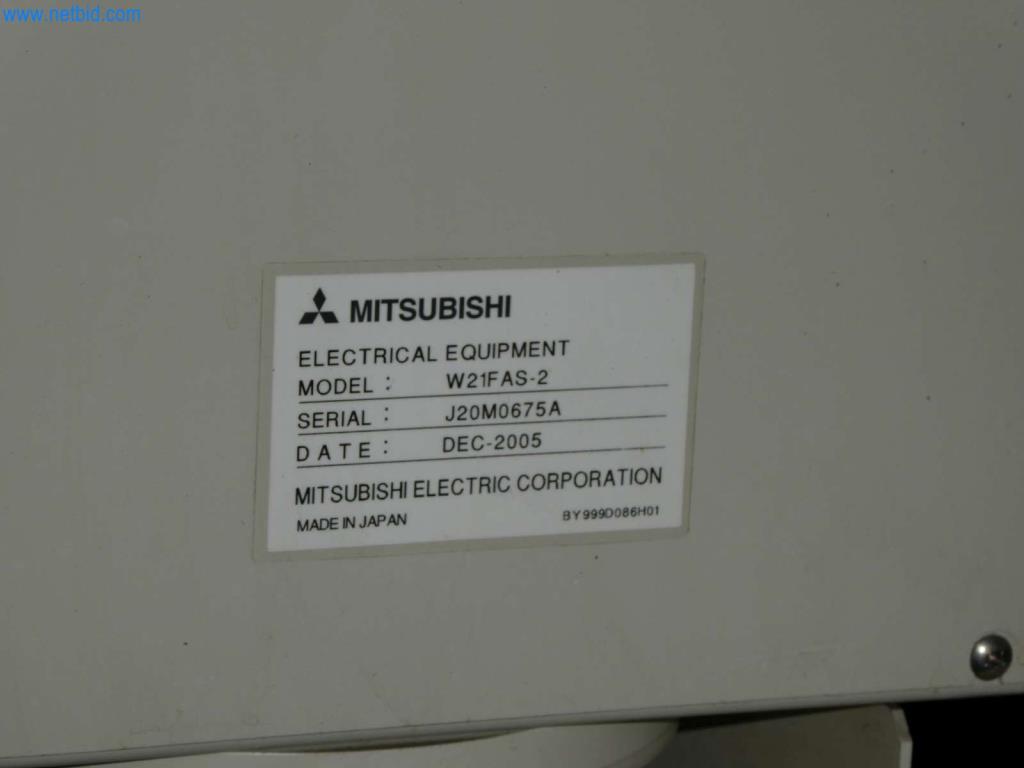 www.netbid.com
MITSUBISHI
ELECTRICAL EQUIPMENT
MODEL : W21FAS-2
SERIAL : J20M0675A
DATE : DEC-2005
MITSUBISHI ELECTRIC CORPORATION
MADE IN JAPAN BY999D086H01